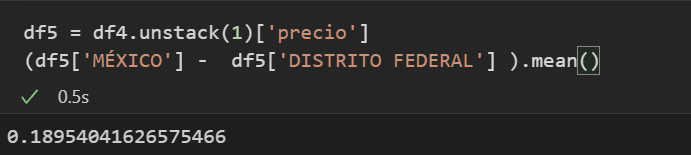 df5 = df4.unstack(1)['precio']
(df5['MÉXICO'] -  df5['DISTRITO FEDERAL'] ).mean()
0.5s
0.18954041626575466